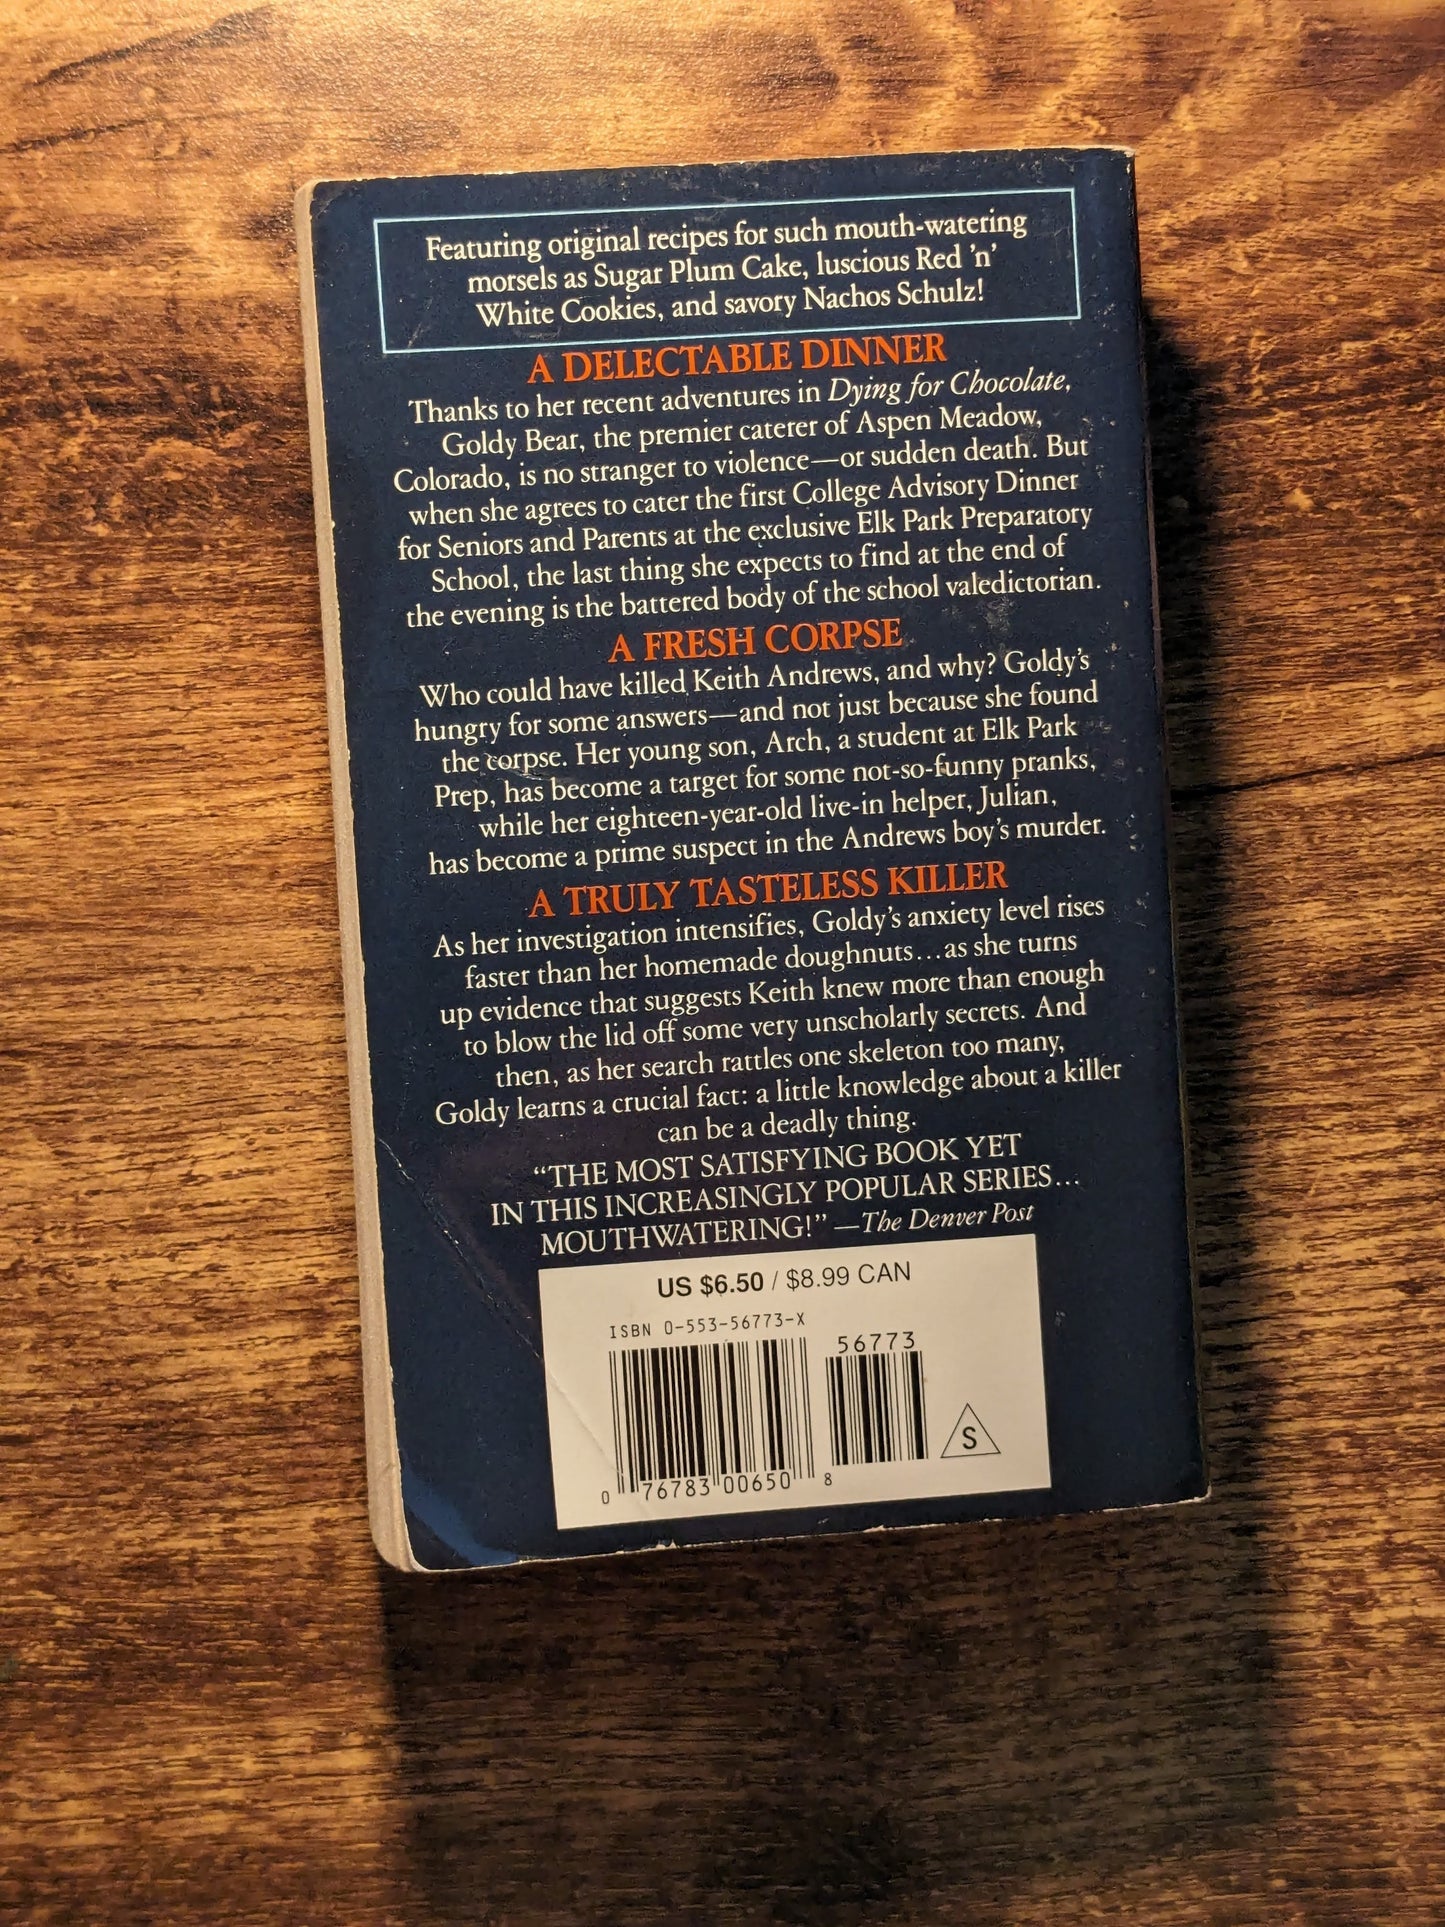 Featuring original recipes for such mouth-watering
morsels as Sugar Plum Cake, luscious Red 'n'
White Cookies, and savory Nachos Schulz!
A DELECTABLE DINNER
Thanks to her recent adventures in Dying for Chocolate,
Goldy Bear, the premier caterer of Aspen Meadow,
Colorado, is no stranger to violence—or sudden death. But
when she agrees to cater the first College Advisory Dinner
for Seniors and Parents at the exclusive Elk Park Preparatory
School, the last thing she expects to find at the end of
the evening is the battered body of the school valedictorian.
A FRESH CORPSE
Who could have killed Keith Andrews, and why? Goldy's
hungry for some answers—and not just because she found
the corpse. Her young son, Arch, a student at Elk Park
Prep, has become a target for some not-so-funny pranks,
while her eighteen-year-old live-in helper, Julian,
has become a prime suspect in the Andrews boy's murder.
A TRULY TASTELESS KILLER
As her investigation intensifies, Goldy's anxiety level rises
faster than her homemade doughnuts...as she turns
up evidence that suggests Keith knew more than enough
to blow the lid off some very unscholarly secrets. And
then, as her search rattles one skeleton too many,
Goldy learns a crucial fact: a little knowledge about a killer
can be a deadly thing.
"THE MOST SATISFYING BOOK YET
IN THIS INCREASINGLY POPULAR SERIES...
MOUTHWATERING!" —The Denver Post
US $6.50 / $8.99 CAN
ISBN 0-553-56773-X
56773
S
0 76783 00650 8